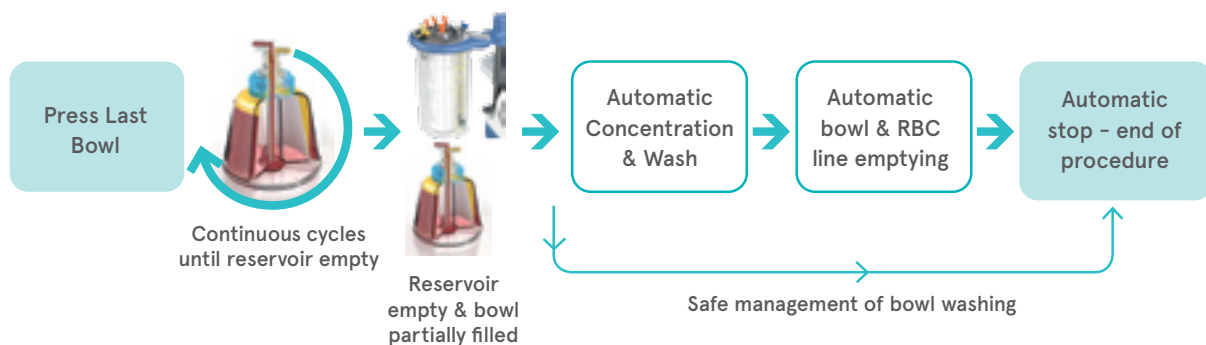 Press Last
Bowl
Continuous cycles
until reservoir empty
Reservoir
empty & bowl
partially filled
Automatic
Concentration
& Wash
Automatic
bowl & RBC
line emptying
Automatic
stop - end of
procedure
Safe management of bowl washing